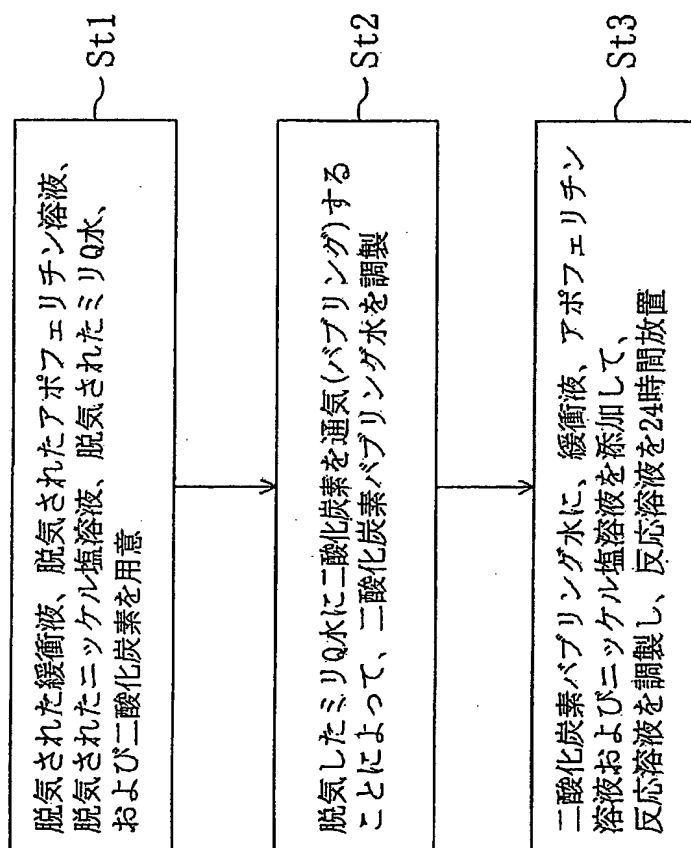 脱気された緩衝液、脱気されたアポフェリチン溶液、
脱気されたニッケル塩溶液、脱気されたミリQ水、
および二酸化炭素を用意
St1
脱気したミリQ水に二酸化炭素を通気(バブリング)する
ことによって、二酸化炭素バブリング水を調製
St2
二酸化炭素バブリング水に、緩衝液、アポフェリチン
溶液およびニッケル塩溶液を添加して、
反応溶液を調製し、反応溶液を24時間放置
St3